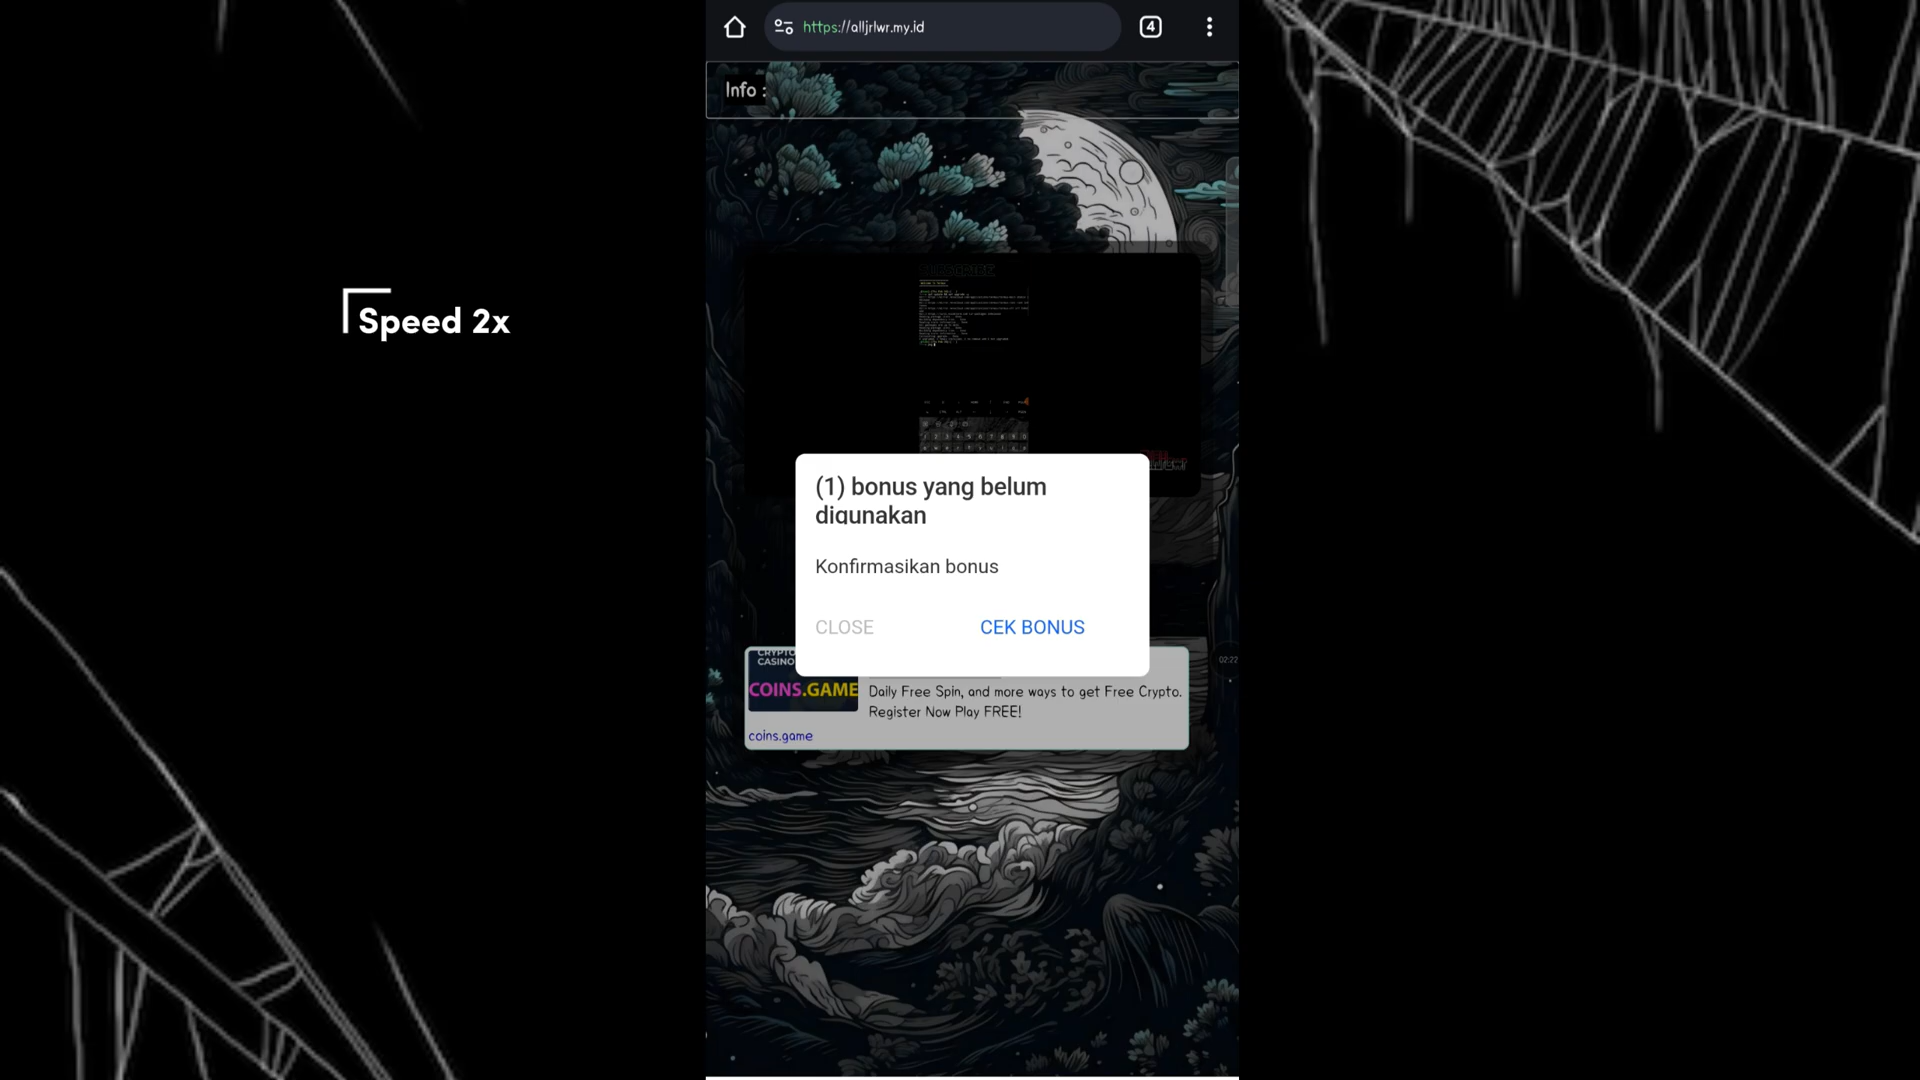 https://alljrlwr.my.id
4
Info :
Speed 2x
(1) bonus yang belum
digunakan
Konfirmasikan bonus
CLOSE
CEK BONUS
02:22
CRYPTO
CASINO
COINS.GAME
Daily Free Spin, and more ways to get Free Crypto.
Register Now Play FREE!
coins.game